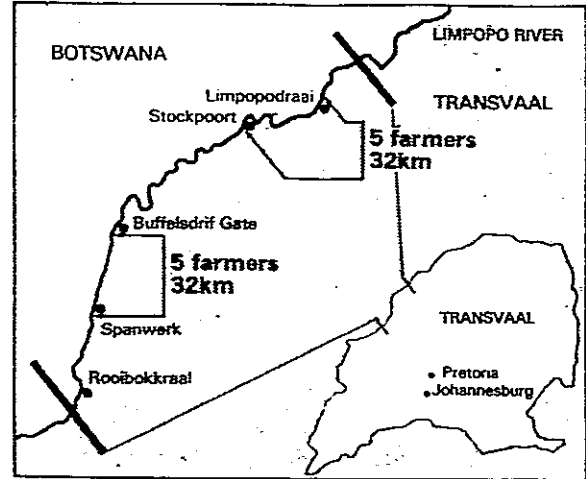 LIMPOPO RIVER
BOTSWANA
Limpopodraai
TRANSVAAL
Stockpoort
5 farmers
32km
Buffelsdrif Gate
5 farmers
32km
Spanwerk
TRANSVAAL
Rooibokkraal
Pretoria
Johannesburg